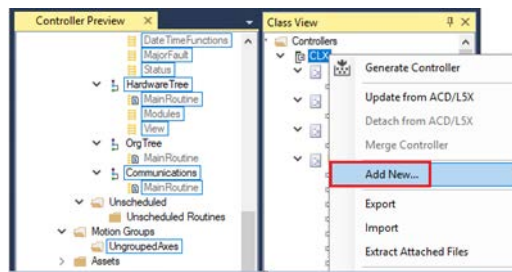 Controller Preview
DateTimeFunctions
MajorFault
Status
HardwareTree
MainRoutine
Modules
View
OrgTree
MainRoutine
Communications
MainRoutine
Unscheduled
Unscheduled Routines
Motion Groups
UngroupedAxes
Assets
Class View
Controllers
CLX
Generate Controller
Update from ACD/L5X
Detach from ACD/L5X
Merge Controller
Add New...
Export
Import
Extract Attached Files